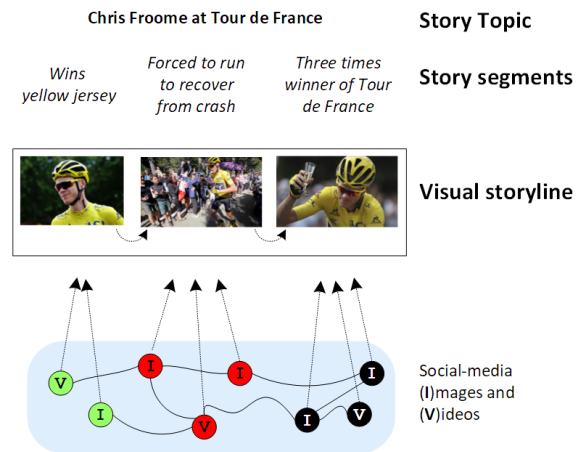 Chris Froome at Tour de France
Story Topic
Wins
yellow jersey
Forced to run
to recover
from crash
Three times
winner of Tour
de France
Story segments
Visual storyline
V
I
I
V
I
I
V
I
Social-media
(I)mages and
(V)ideos